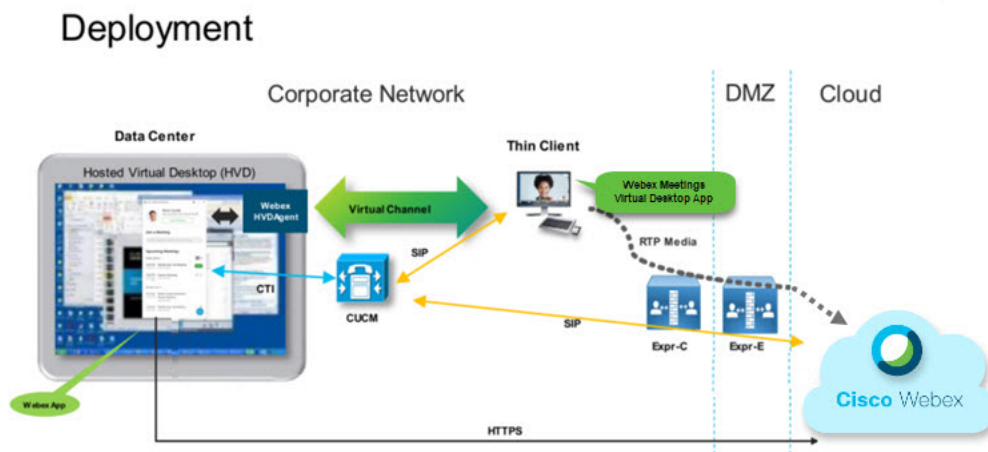 Deployment
Corporate Network
DMZ
Cloud
Data Center
Thin Client
Hosted Virtual Desktop (HVD)
Webex
HVDAgent
Virtual Channel
Webex Meetings
Virtual Desktop App
RTP Media
SIP
CTI
CUCM
SIP
Expr-C
Expr-E
Webex App
Cisco Webex
HTTPS